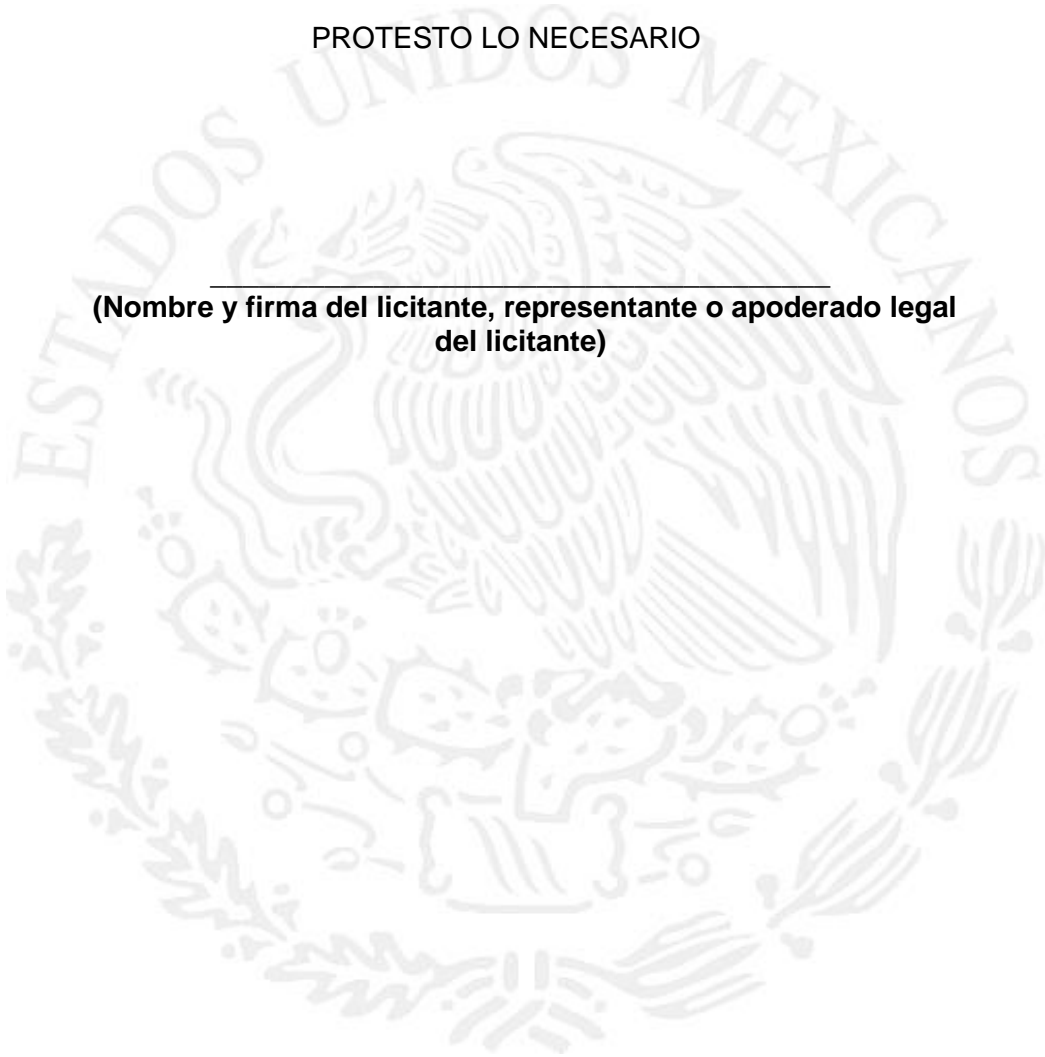 PROTESTO LO NECESARIO
ESTADOS UNIDOS MEXICANOS
(Nombre y firma del licitante, representante o apoderado legal
del licitante)